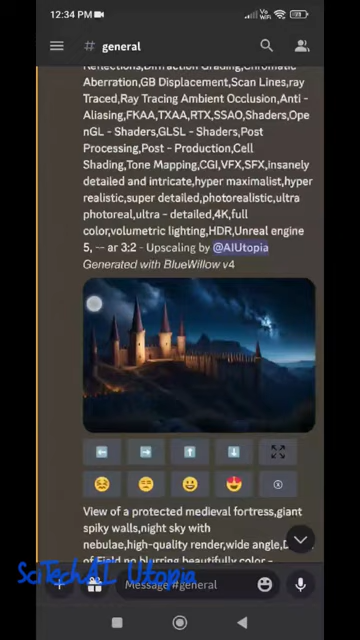 12:34 PM
Vo WiFi
# general
Reflections,Diffraction Grading,Chromatic
Aberration,GB Displacement,Scan Lines,ray
Traced,Ray Tracing Ambient Occlusion,Anti -
Aliasing,FKAA,TXAA,RTX,SSAO,Shaders,Ope
nGL - Shaders,GLSL - Shaders,Post
Processing,Post - Production,Cell
Shading,Tone Mapping,CGI,VFX,SFX,insanely
detailed and intricate,hyper maximalist,hyper
realistic,super detailed,photorealistic,ultra
photoreal,ultra - detailed,4K,full
color,volumetric lighting,HDR,Unreal engine
5, -- ar 3:2 - Upscaling by @AIUtopia
Generated with BlueWillow v4
View of a protected medieval fortress,giant
spiky walls,night sky with
nebulae,high-quality render,wide angle,D
of Field,no blurring,beautifully color -
SciTechAI Utopia
Message #general